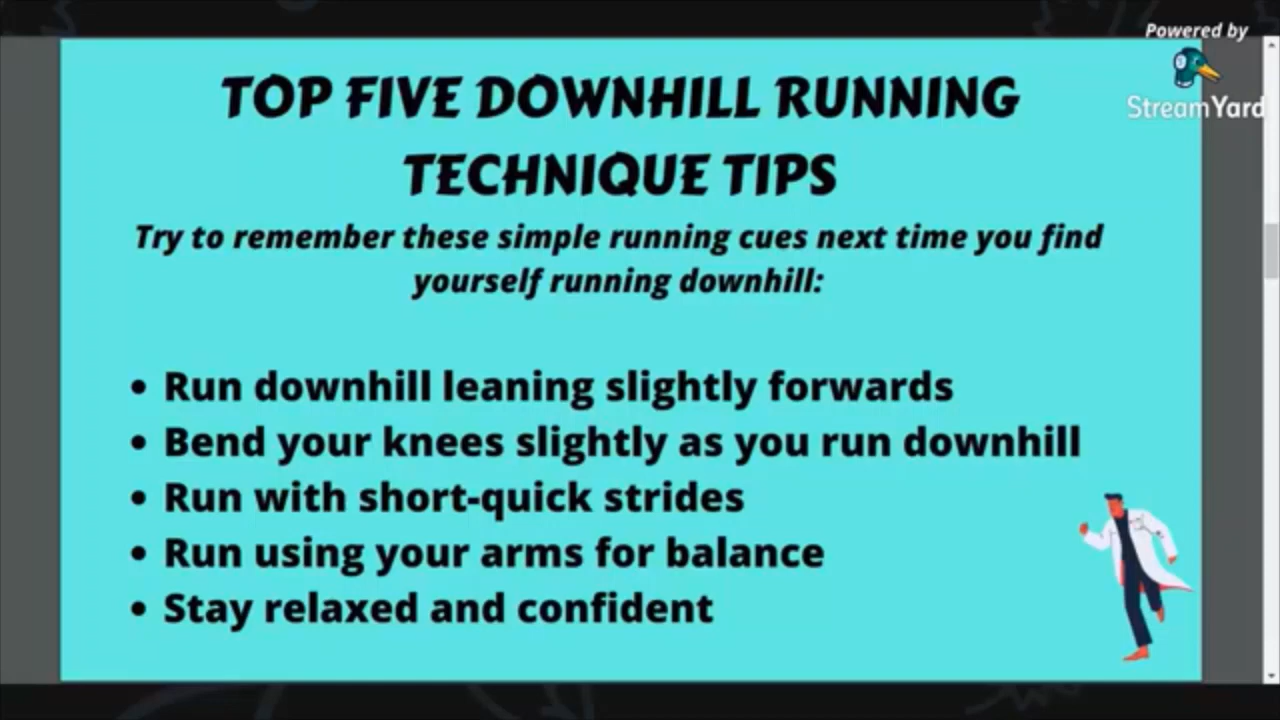 Powered by
StreamYard
TOP FIVE DOWNHILL RUNNING
TECHNIQUE TIPS
Try to remember these simple running cues next time you find
yourself running downhill:
• Run downhill leaning slightly forwards
• Bend your knees slightly as you run downhill
• Run with short-quick strides
• Run using your arms for balance
• Stay relaxed and confident